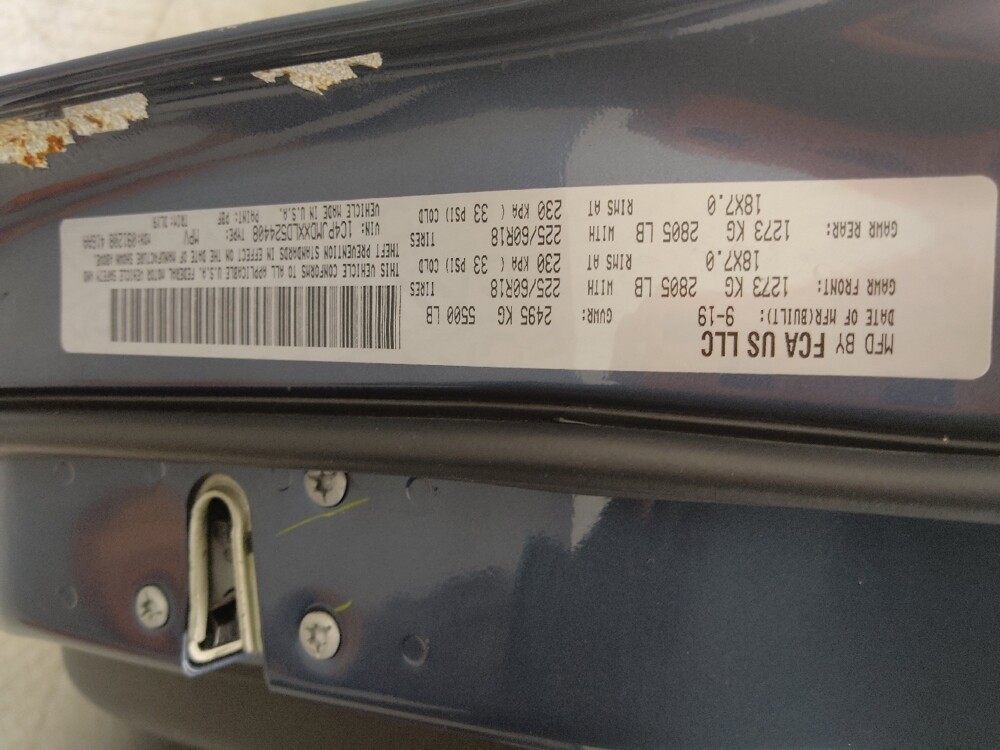 MFD BY FCA US LLC
DATE OF MFR(BUILT): 9-19 GVWR: 2495 KG 5500 LB
GAWR FRONT: 1273 KG 2805 LB WITH 225/60R18 TIRES
18X7.0 RIMS AT 230 KPA ( 33 PSI) COLD
GAWR REAR: 1273 KG 2805 LB WITH 225/60R18 TIRES
18X7.0 RIMS AT 230 KPA ( 33 PSI) COLD
THIS VEHICLE CONFORMS TO ALL APPLICABLE U.S.A. FEDERAL MOTOR VEHICLE SAFETY AND
THEFT PREVENTION STANDARDS IN EFFECT ON THE DATE OF MANUFACTURE SHOWN ABOVE.
VIN: 1C4PJMDXXLD524408 TYPE: MPV
VEHICLE MADE IN U.S.A. PAINT: PBF TRIM: